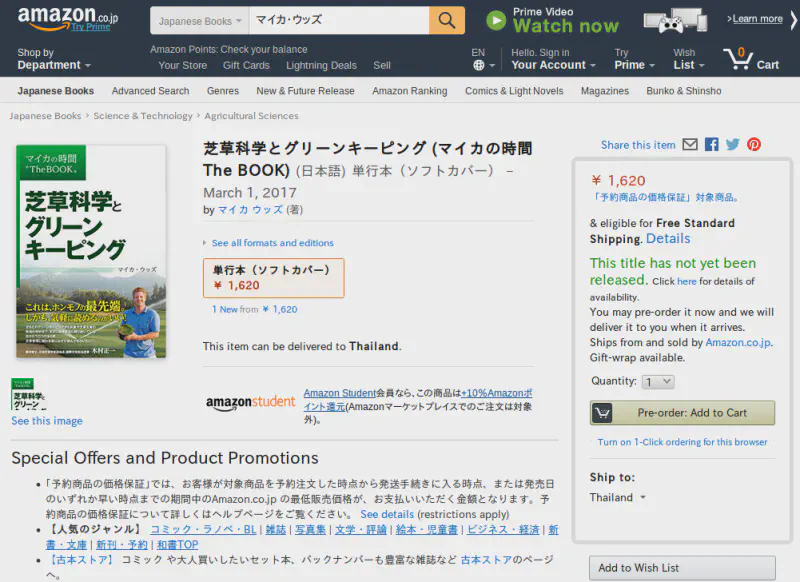 amazon.co.jp
Try Prime
Japanese Books
マイカ・ウッズ
Prime Video
Watch now
Learn more
Shop by
Department
Amazon Points: Check your balance
Your Store Gift Cards Lightning Deals Sell
EN
Hello. Sign in
Your Account
Try
Prime
Wish
List
0
Cart
Japanese Books Advanced Search Genres New & Future Release Amazon Ranking Comics & Light Novels Magazines Bunko & Shinsho
Japanese Books › Science & Technology › Agricultural Sciences
マイカの時間
"TheBOOK"
芝草科学と
グリーン
キーピング
マイカ・ウッズ
これは、ホンモノの最先端。
しかも、気軽に読めるのがいい!
木村正一
芝草科学とグリーンキーピング (マイカの時間
The BOOK) (日本語) 単行本(ソフトカバー) –
March 1, 2017
by マイカ ウッズ (著)
See all formats and editions
単行本(ソフトカバー)
¥ 1,620
1 New from ¥ 1,620
This item can be delivered to Thailand.
マイカの時間
芝草科学と
グリーン
See this image
amazonstudent
Amazon Student会員なら、この商品は+10%Amazonポ
イント還元(Amazonマーケットプレイスでのご注文は対象
外)。
Share this item
¥ 1,620
「予約商品の価格保証」対象商品。
& eligible for Free Standard
Shipping. Details
This title has not yet been
released. Click here for details of
availability.
You may pre-order it now and we will
deliver it to you when it arrives.
Ships from and sold by Amazon.co.jp.
Gift-wrap available.
Quantity: 1
Pre-order: Add to Cart
Turn on 1-Click ordering for this browser
Ship to:
Thailand
Add to Wish List
Special Offers and Product Promotions
「予約商品の価格保証」では、お客様が対象商品を予約注文した時点から発送手続きに入る時点、または発売日
のいずれか早い時点までの期間中のAmazon.co.jp の最低販売価格が、お支払いいただく金額となります。予
約商品の価格保証について詳しくはヘルプページをご覧ください。 See details (restrictions apply)
【人気のジャンル】 コミック・ラノベ・BL | 雑誌 | 写真集 | 文学・評論 | 絵本・児童書 | ビジネス・経済 | 新
書・文庫 | 新刊・予約 | 和書TOP
【古本ストア】 コミック や大人買いしたいセット本、バックナンバーも豊富な雑誌など 古本ストアのページ
へ。